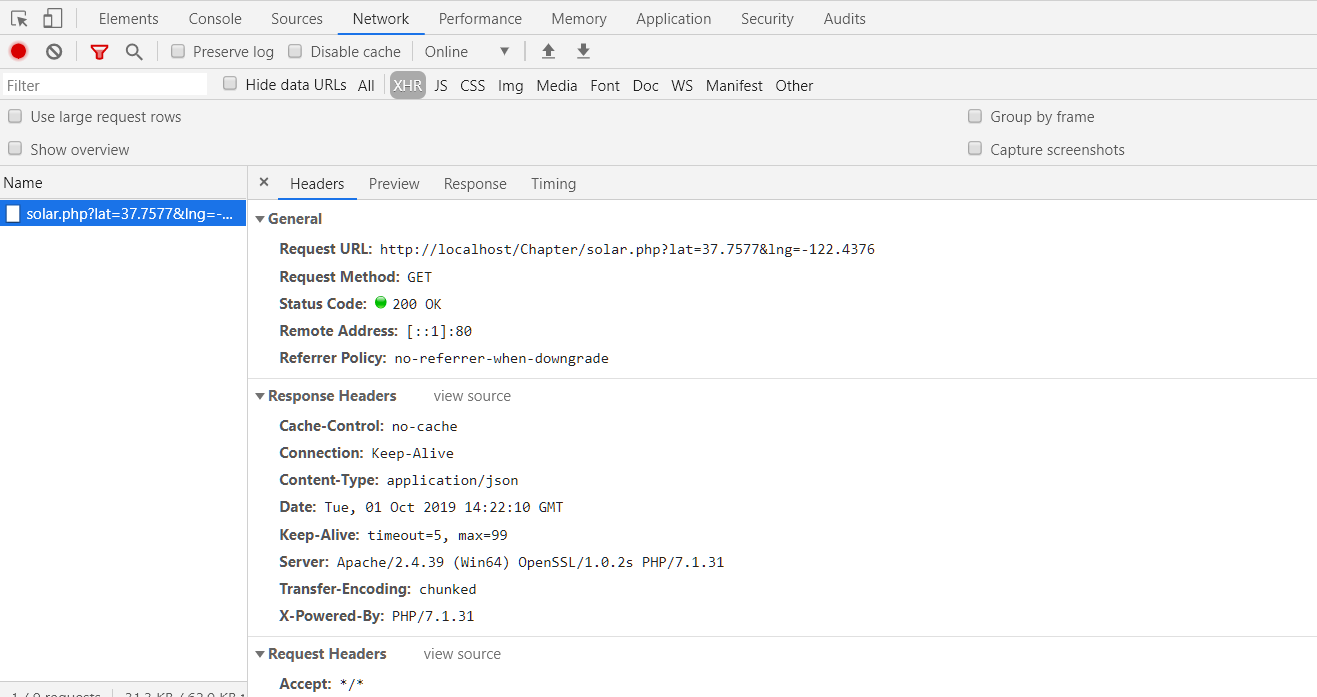 Elements Console Sources Network Performance Memory Application Security Audits
Preserve log Disable cache Online
Filter Hide data URLs All XHR JS CSS Img Media Font Doc WS Manifest Other
Use large request rows Group by frame
Show overview Capture screenshots
Name × Headers Preview Response Timing
solar.php?lat=37.7577&lng=-...
General
Request URL: http://localhost/Chapter/solar.php?lat=37.7577&lng=-122.4376
Request Method: GET
Status Code: 200 OK
Remote Address: [::1]:80
Referrer Policy: no-referrer-when-downgrade
Response Headers view source
Cache-Control: no-cache
Connection: Keep-Alive
Content-Type: application/json
Date: Tue, 01 Oct 2019 14:22:10 GMT
Keep-Alive: timeout=5, max=99
Server: Apache/2.4.39 (Win64) OpenSSL/1.0.2s PHP/7.1.31
Transfer-Encoding: chunked
X-Powered-By: PHP/7.1.31
Request Headers view source
Accept: */*
requests